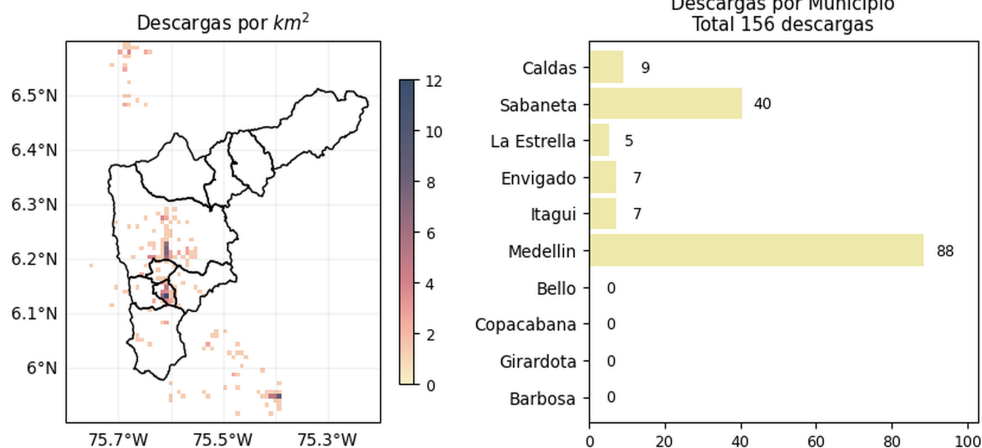 Descargas por km²
6.5°N
6.4°N
6.3°N
6.2°N
6.1°N
6°N
75.7°W
75.5°W
75.3°W
12
10
8
6
4
2
0
Descargas por Municipio
Total 156 descargas
Caldas 9
Sabaneta 40
La Estrella 5
Envigado 7
Itagui 7
Medellin 88
Bello 0
Copacabana 0
Girardota 0
Barbosa 0
0 20 40 60 80 100